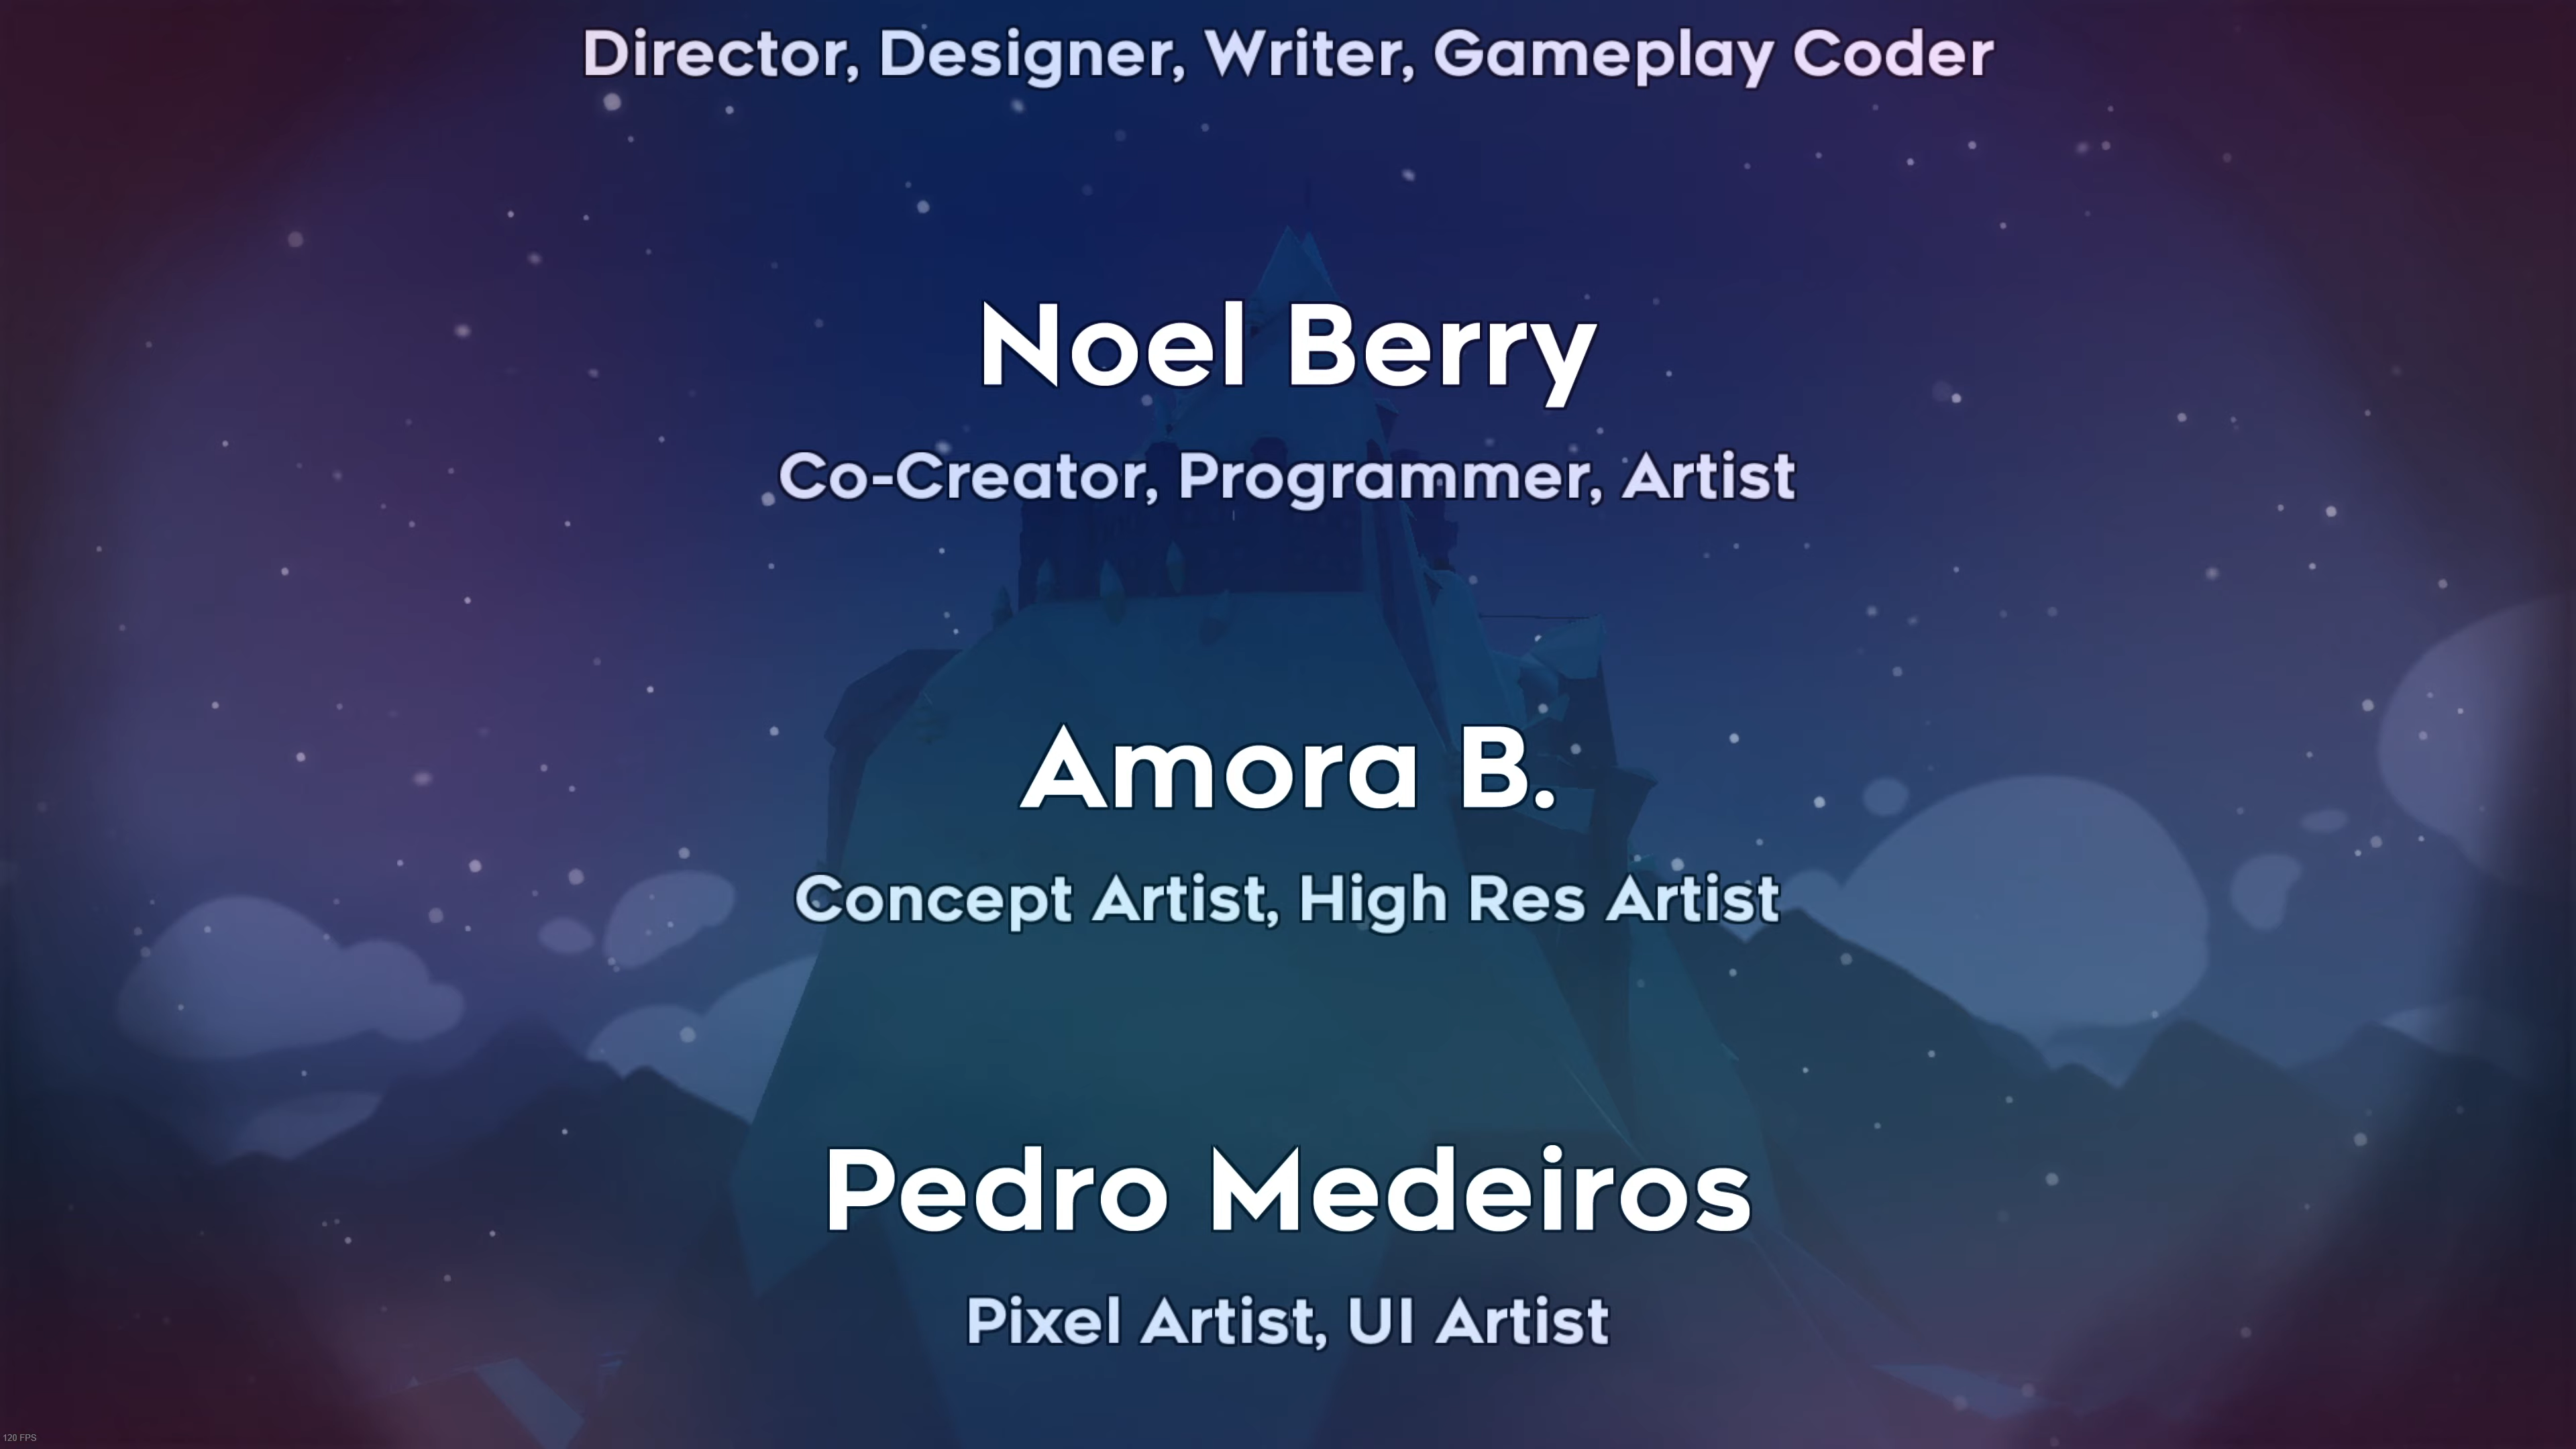 Director, Designer, Writer, Gameplay Coder
Noel Berry
Co-Creator, Programmer, Artist
Amora B.
Concept Artist, High Res Artist
Pedro Medeiros
Pixel Artist, UI Artist
120 FPS